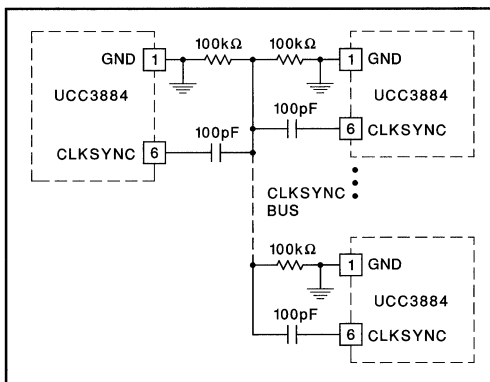 100kΩ 100kΩ
GND 1
1 GND
UCC3884
UCC3884
100pF
100pF
CLKSYNC 6
6 CLKSYNC
CLKSYNC
BUS
100kΩ
1 GND
UCC3884
100pF
6 CLKSYNC